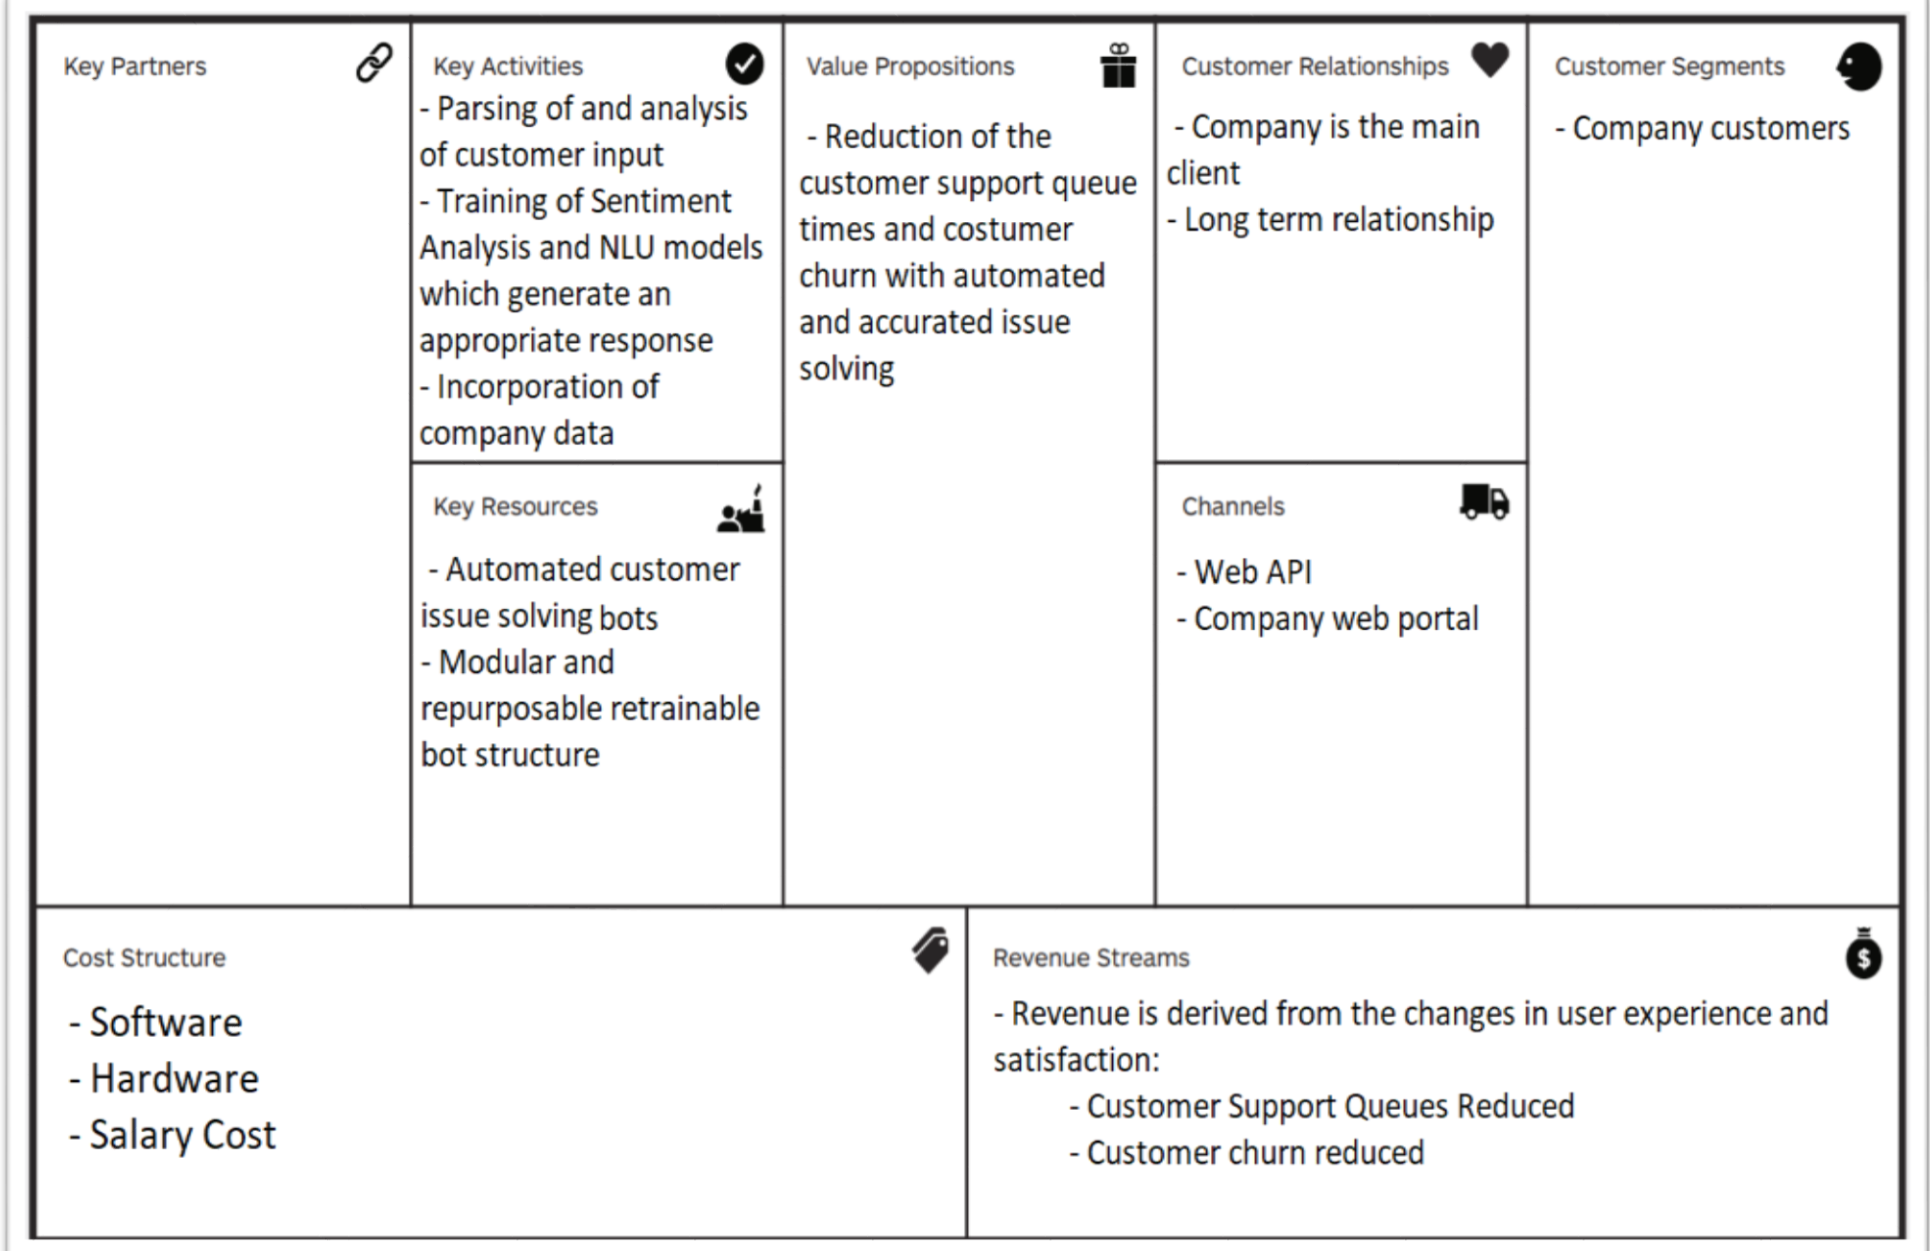 Key Partners
Key Activities
- Parsing of and analysis
of customer input
- Training of Sentiment
Analysis and NLU models
which generate an
appropriate response
- Incorporation of
company data
Key Resources
- Automated customer
issue solving bots
- Modular and
repurposable retrainable
bot structure
Value Propositions
- Reduction of the
customer support queue
times and costumer
churn with automated
and accurated issue
solving
Customer Relationships
- Company is the main
client
- Long term relationship
Channels
- Web API
- Company web portal
Customer Segments
- Company customers
Cost Structure
- Software
- Hardware
- Salary Cost
Revenue Streams
$
- Revenue is derived from the changes in user experience and
satisfaction:
- Customer Support Queues Reduced
- Customer churn reduced